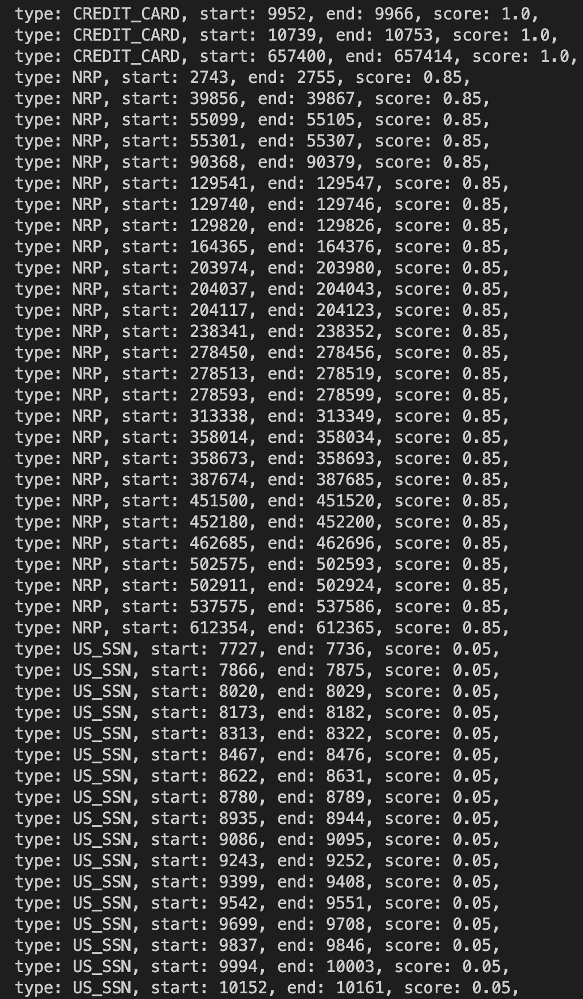 type: CREDIT_CARD, start: 9952, end: 9966, score: 1.0,
type: CREDIT_CARD, start: 10739, end: 10753, score: 1.0,
type: CREDIT_CARD, start: 657400, end: 657414, score: 1.0,
type: NRP, start: 2743, end: 2755, score: 0.85,
type: NRP, start: 39856, end: 39867, score: 0.85,
type: NRP, start: 55099, end: 55105, score: 0.85,
type: NRP, start: 55301, end: 55307, score: 0.85,
type: NRP, start: 90368, end: 90379, score: 0.85,
type: NRP, start: 129541, end: 129547, score: 0.85,
type: NRP, start: 129740, end: 129746, score: 0.85,
type: NRP, start: 129820, end: 129826, score: 0.85,
type: NRP, start: 164365, end: 164376, score: 0.85,
type: NRP, start: 203974, end: 203980, score: 0.85,
type: NRP, start: 204037, end: 204043, score: 0.85,
type: NRP, start: 204117, end: 204123, score: 0.85,
type: NRP, start: 238341, end: 238352, score: 0.85,
type: NRP, start: 278450, end: 278456, score: 0.85,
type: NRP, start: 278513, end: 278519, score: 0.85,
type: NRP, start: 278593, end: 278599, score: 0.85,
type: NRP, start: 313338, end: 313349, score: 0.85,
type: NRP, start: 358014, end: 358034, score: 0.85,
type: NRP, start: 358673, end: 358693, score: 0.85,
type: NRP, start: 387674, end: 387685, score: 0.85,
type: NRP, start: 451500, end: 451520, score: 0.85,
type: NRP, start: 452180, end: 452200, score: 0.85,
type: NRP, start: 462685, end: 462696, score: 0.85,
type: NRP, start: 502575, end: 502593, score: 0.85,
type: NRP, start: 502911, end: 502924, score: 0.85,
type: NRP, start: 537575, end: 537586, score: 0.85,
type: NRP, start: 612354, end: 612365, score: 0.85,
type: US_SSN, start: 7727, end: 7736, score: 0.05,
type: US_SSN, start: 7866, end: 7875, score: 0.05,
type: US_SSN, start: 8020, end: 8029, score: 0.05,
type: US_SSN, start: 8173, end: 8182, score: 0.05,
type: US_SSN, start: 8313, end: 8322, score: 0.05,
type: US_SSN, start: 8467, end: 8476, score: 0.05,
type: US_SSN, start: 8622, end: 8631, score: 0.05,
type: US_SSN, start: 8780, end: 8789, score: 0.05,
type: US_SSN, start: 8935, end: 8944, score: 0.05,
type: US_SSN, start: 9086, end: 9095, score: 0.05,
type: US_SSN, start: 9243, end: 9252, score: 0.05,
type: US_SSN, start: 9399, end: 9408, score: 0.05,
type: US_SSN, start: 9542, end: 9551, score: 0.05,
type: US_SSN, start: 9699, end: 9708, score: 0.05,
type: US_SSN, start: 9837, end: 9846, score: 0.05,
type: US_SSN, start: 9994, end: 10003, score: 0.05,
type: US_SSN, start: 10152, end: 10161, score: 0.05,